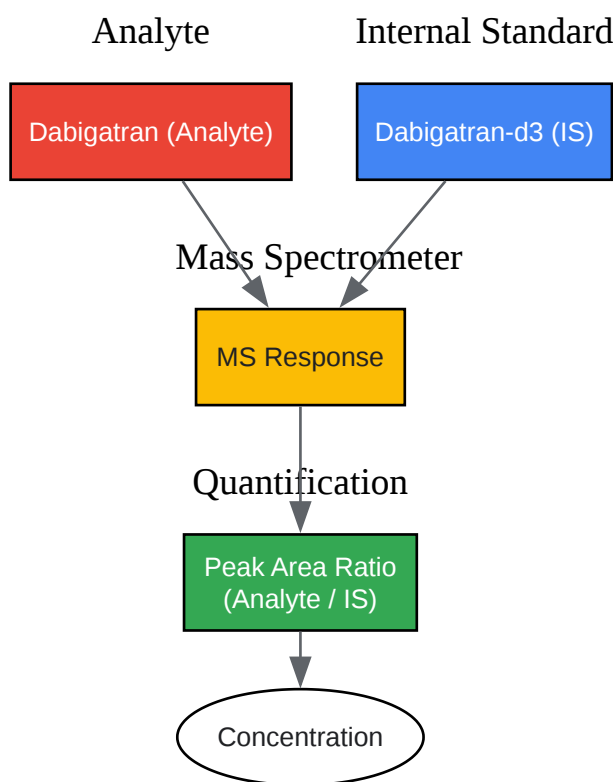 Analyte
Internal Standard
Dabigatran (Analyte)
Dabigatran-d3 (IS)
Mass Spectrometer
MS Response
Quantification
Peak Area Ratio
(Analyte / IS)
Concentration